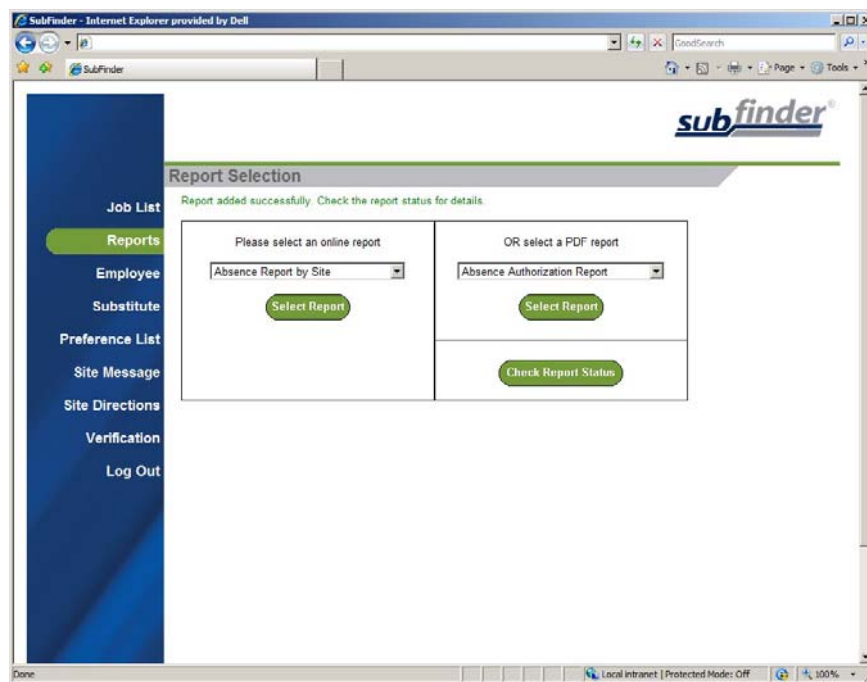 SubFinder - Internet Explorer provided by Dell
GoodSearch
SubFinder
Page
Tools
subfinder®
Report Selection
Report added successfully. Check the report status for details.
Job List
Reports
Employee
Substitute
Preference List
Site Message
Site Directions
Verification
Log Out
Please select an online report
Absence Report by Site
Select Report
OR select a PDF report
Absence Authorization Report
Select Report
Check Report Status
Done
Local intranet | Protected Mode: Off
100%